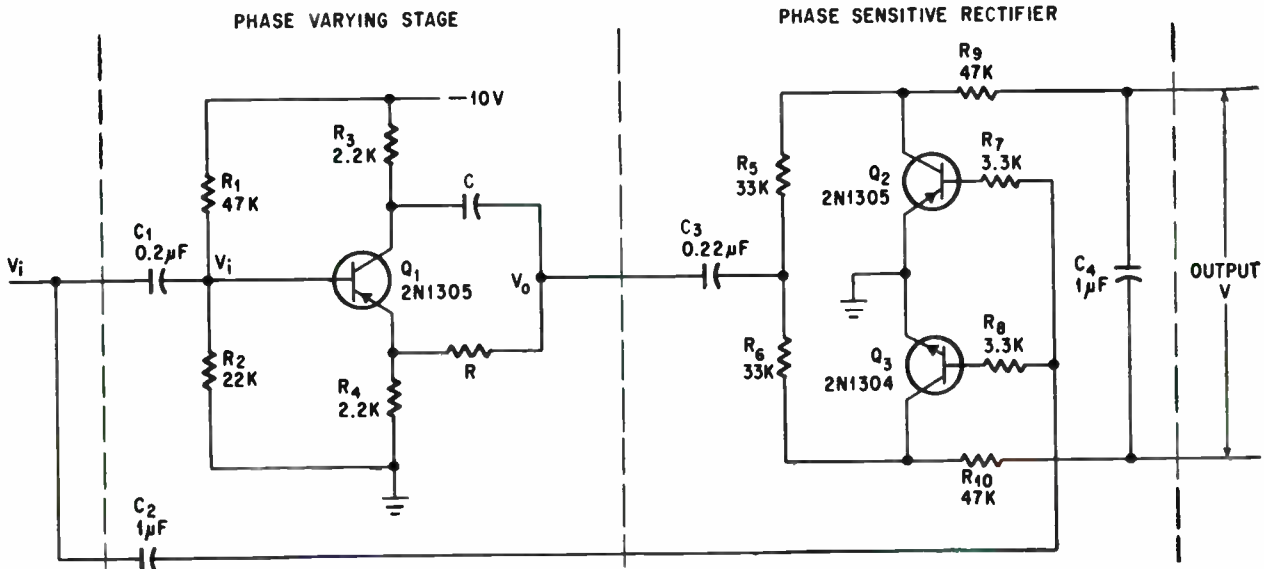 PHASE VARYING STAGE
PHASE SENSITIVE RECTIFIER
—10V
R3
2.2K
R1
47K
C
C1
0.2µF
Vi
Vi
Q1
2N1305
Vo
R2
22K
R
R4
2.2K
C2
1µF
C3
0.22µF
R9
47K
R5
33K
R7
3.3K
Q2
2N1305
C4
1µF
OUTPUT
V
R6
33K
R8
3.3K
Q3
2N1304
R10
47K